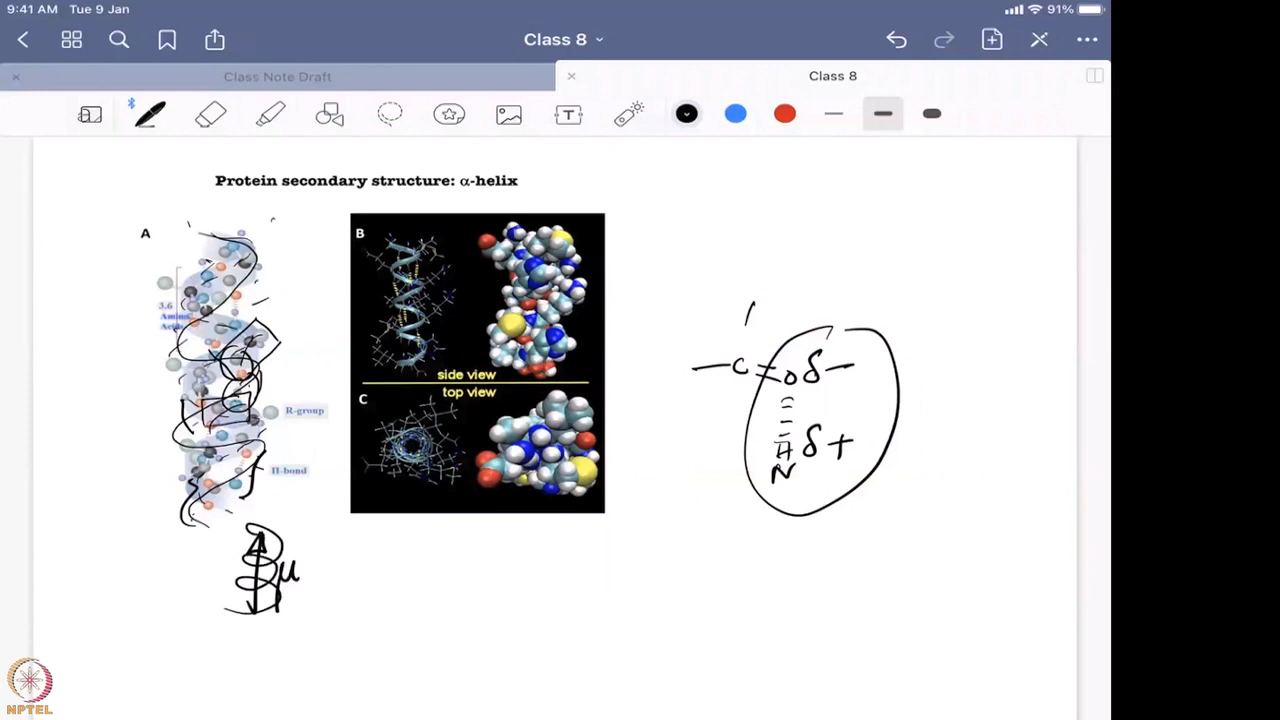 9:41 AM Tue 9 Jan
91%
Class 8
Class Note Draft
Class 8
T
Protein secondary structure: α-helix
A
3.6
Amino
Acids
R-group
H-bond
B
side view
top view
C
μ
-C=O δ-
H δ+
N
NPTEL